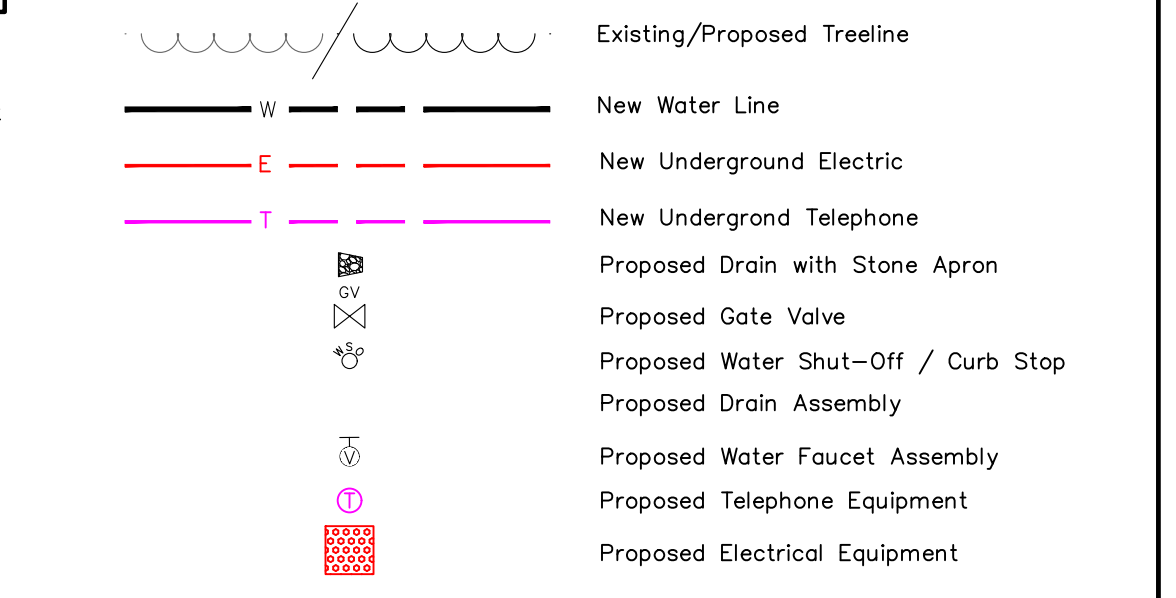 Existing/Proposed Treeline
W New Water Line
E New Underground Electric
T New Undergrond Telephone
Proposed Drain with Stone Apron
GV
Proposed Gate Valve
WSO Proposed Water Shut-Off / Curb Stop
Proposed Drain Assembly
V Proposed Water Faucet Assembly
T Proposed Telephone Equipment
Proposed Electrical Equipment